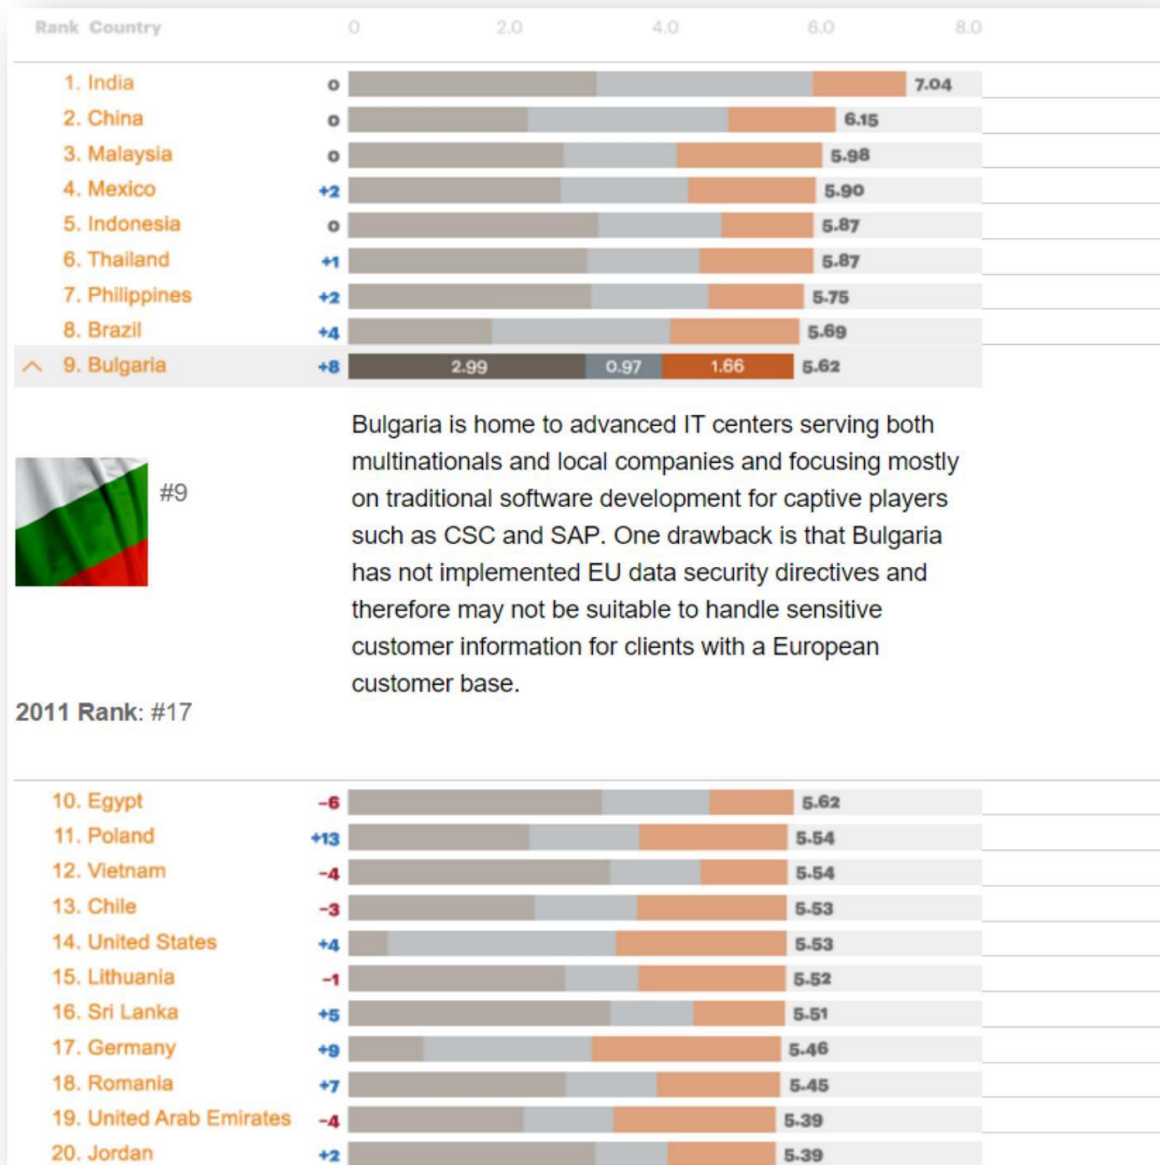 Rank Country 0 2.0 4.0 6.0 8.0
1. India 0 7.04
2. China 0 6.15
3. Malaysia 0 5.98
4. Mexico +2 5.90
5. Indonesia 0 5.87
6. Thailand +1 5.87
7. Philippines +2 5.75
8. Brazil +4 5.69
9. Bulgaria +8 2.99 0.97 1.66 5.62
Bulgaria is home to advanced IT centers serving both
multinationals and local companies and focusing mostly
#9
on traditional software development for captive players
such as CSC and SAP. One drawback is that Bulgaria
has not implemented EU data security directives and
therefore may not be suitable to handle sensitive
customer information for clients with a European
customer base.
2011 Rank: #17
10. Egypt −6 5.62
11. Poland +13 5.54
12. Vietnam −4 5.54
13. Chile −3 5.53
14. United States +4 5.53
15. Lithuania −1 5.52
16. Sri Lanka +5 5.51
17. Germany +9 5.46
18. Romania +7 5.45
19. United Arab Emirates −4 5.39
20. Jordan +2 5.39